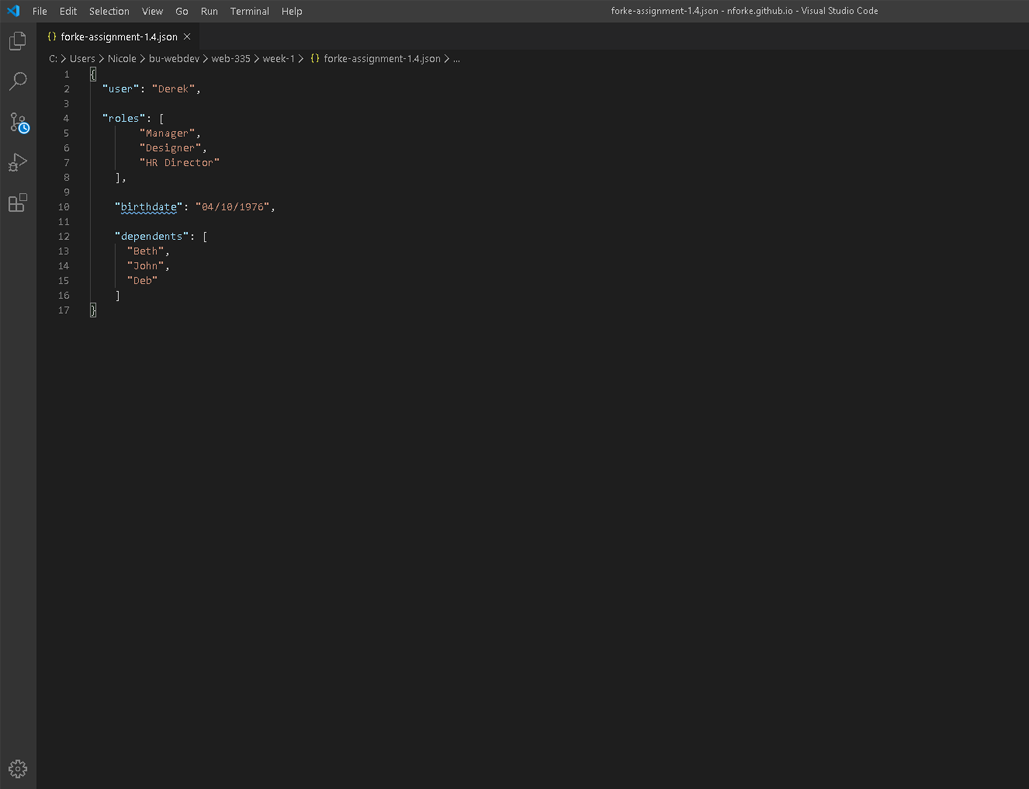 File Edit Selection View Go Run Terminal Help forke-assignment-1.4.json - nforke.github.io - Visual Studio Code
{} forke-assignment-1.4.json ×
C: > Users > Nicole > bu-webdev > web-335 > week-1 > {} forke-assignment-1.4.json > ...
1 {
2 "user": "Derek",
3
4 "roles": [
5 "Manager",
6 "Designer",
7 "HR Director"
8 ],
9
10 "birthdate": "04/10/1976",
11
12 "dependents": [
13 "Beth",
14 "John",
15 "Deb"
16 ]
17 }